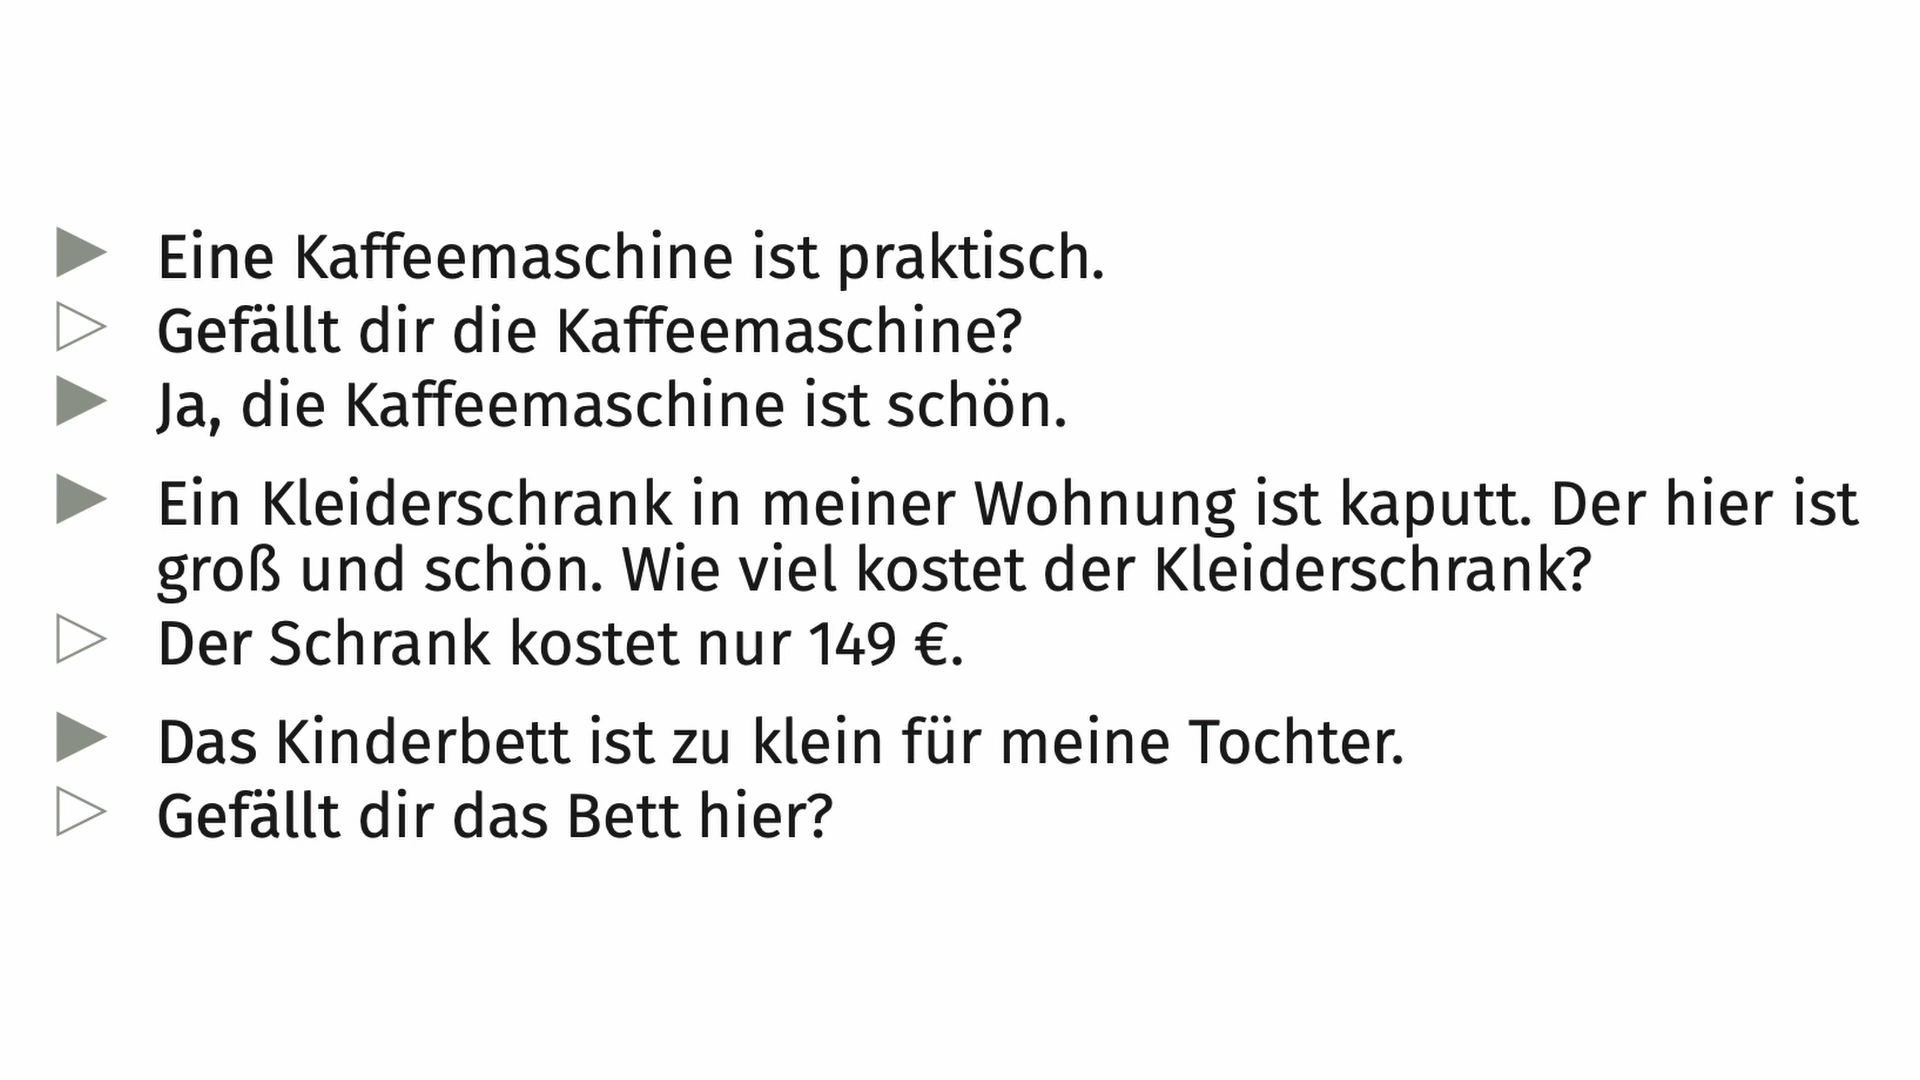 Eine Kaffeemaschine ist praktisch.
Gefällt dir die Kaffeemaschine?
Ja, die Kaffeemaschine ist schön.
Ein Kleiderschrank in meiner Wohnung ist kaputt. Der hier ist
groß und schön. Wie viel kostet der Kleiderschrank?
Der Schrank kostet nur 149 €.
Das Kinderbett ist zu klein für meine Tochter.
Gefällt dir das Bett hier?